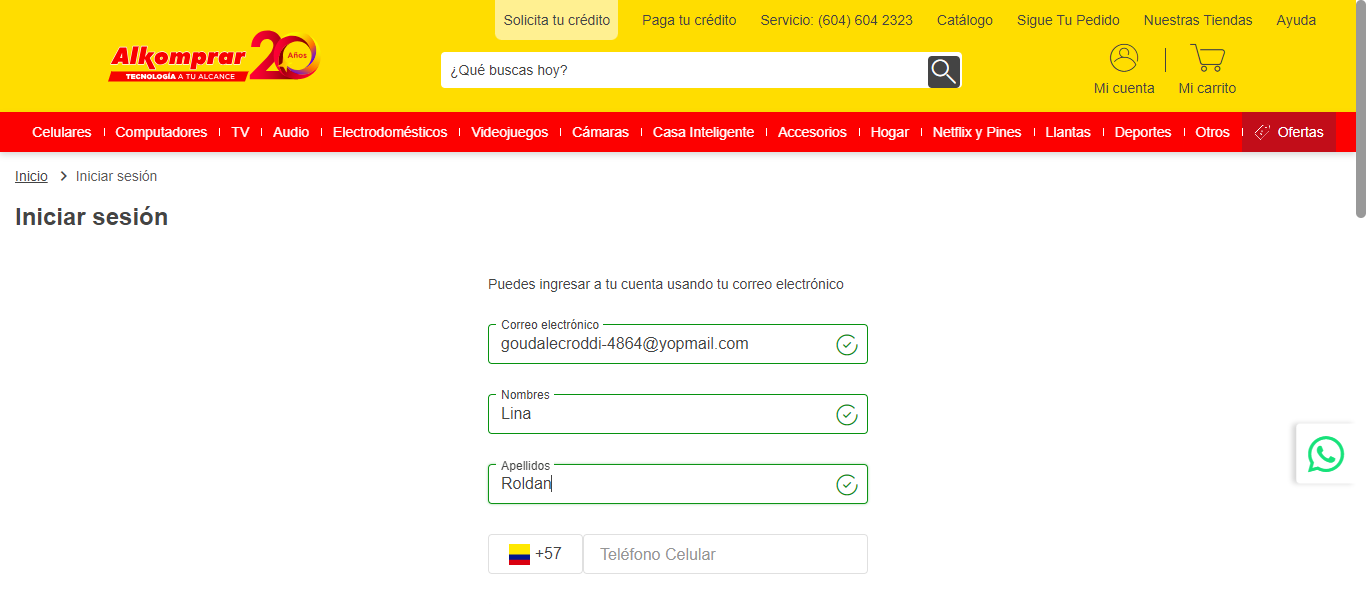 Solicita tu crédito Paga tu crédito Servicio: (604) 604 2323 Catálogo Sigue Tu Pedido Nuestras Tiendas Ayuda
Alkomprar 20 Años
TECNOLOGÍA A TU ALCANCE
¿Qué buscas hoy?
Mi cuenta Mi carrito
Celulares Computadores TV Audio Electrodomésticos Videojuegos Cámaras Casa Inteligente Accesorios Hogar Netflix y Pines Llantas Deportes Otros Ofertas
Inicio Iniciar sesión
Iniciar sesión
Puedes ingresar a tu cuenta usando tu correo electrónico
Correo electrónico
goudalecroddi-4864@yopmail.com
Nombres
Lina
Apellidos
Roldan
+57 Teléfono Celular